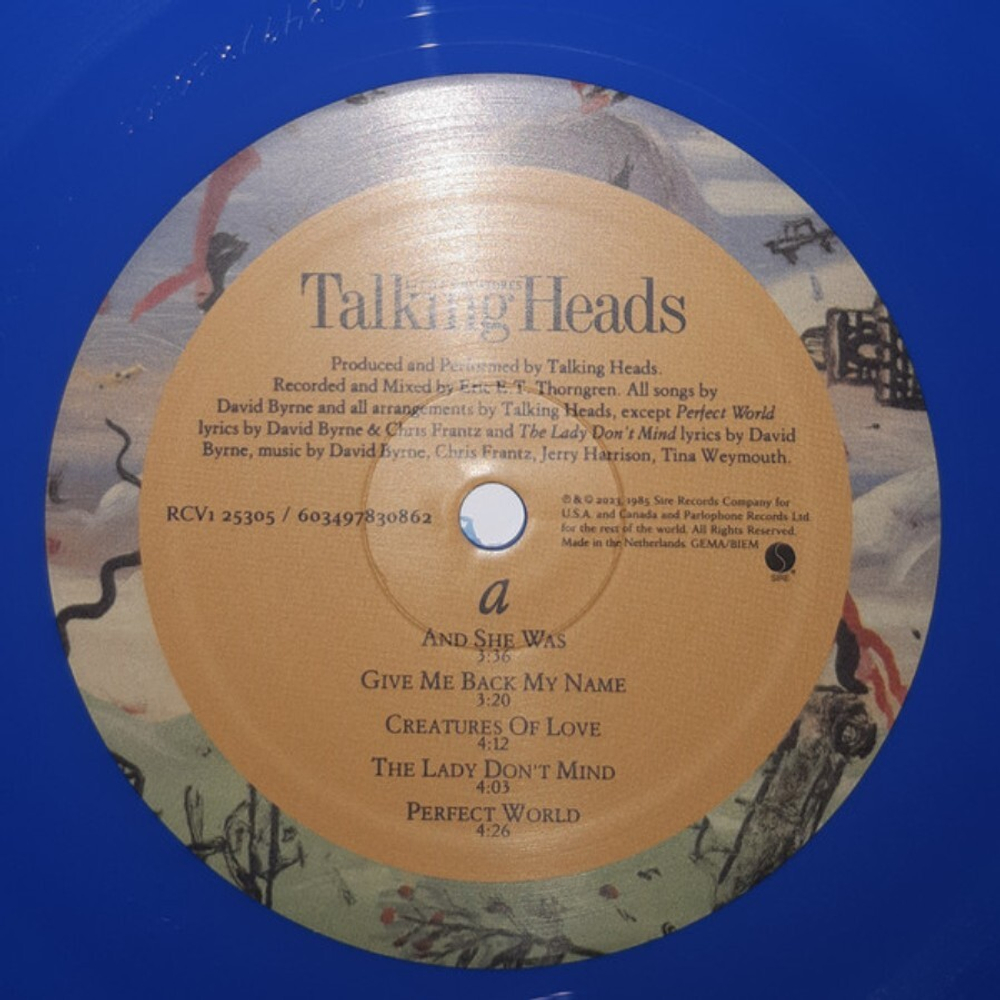 Talking Heads
Produced and Performed by Talking Heads.
Recorded and Mixed by Eric E.T. Thorngren. All songs by
David Byrne and all arrangements by Talking Heads, except Perfect World
lyrics by David Byrne & Chris Frantz and The Lady Don't Mind lyrics by David
Byrne, music by David Byrne, Chris Frantz, Jerry Harrison, Tina Weymouth.
RCV1 25305 / 603497830862
℗ & © 2023, 1985 Sire Records Company for
U.S.A. and Canada and Parlophone Records Ltd
for the rest of the world. All Rights Reserved.
Made in the Netherlands. GEMA/BIEM
SIRE
a
And She Was
3:36
Give Me Back My Name
3:20
Creatures Of Love
4:12
The Lady Don't Mind
4:03
Perfect World
4:26